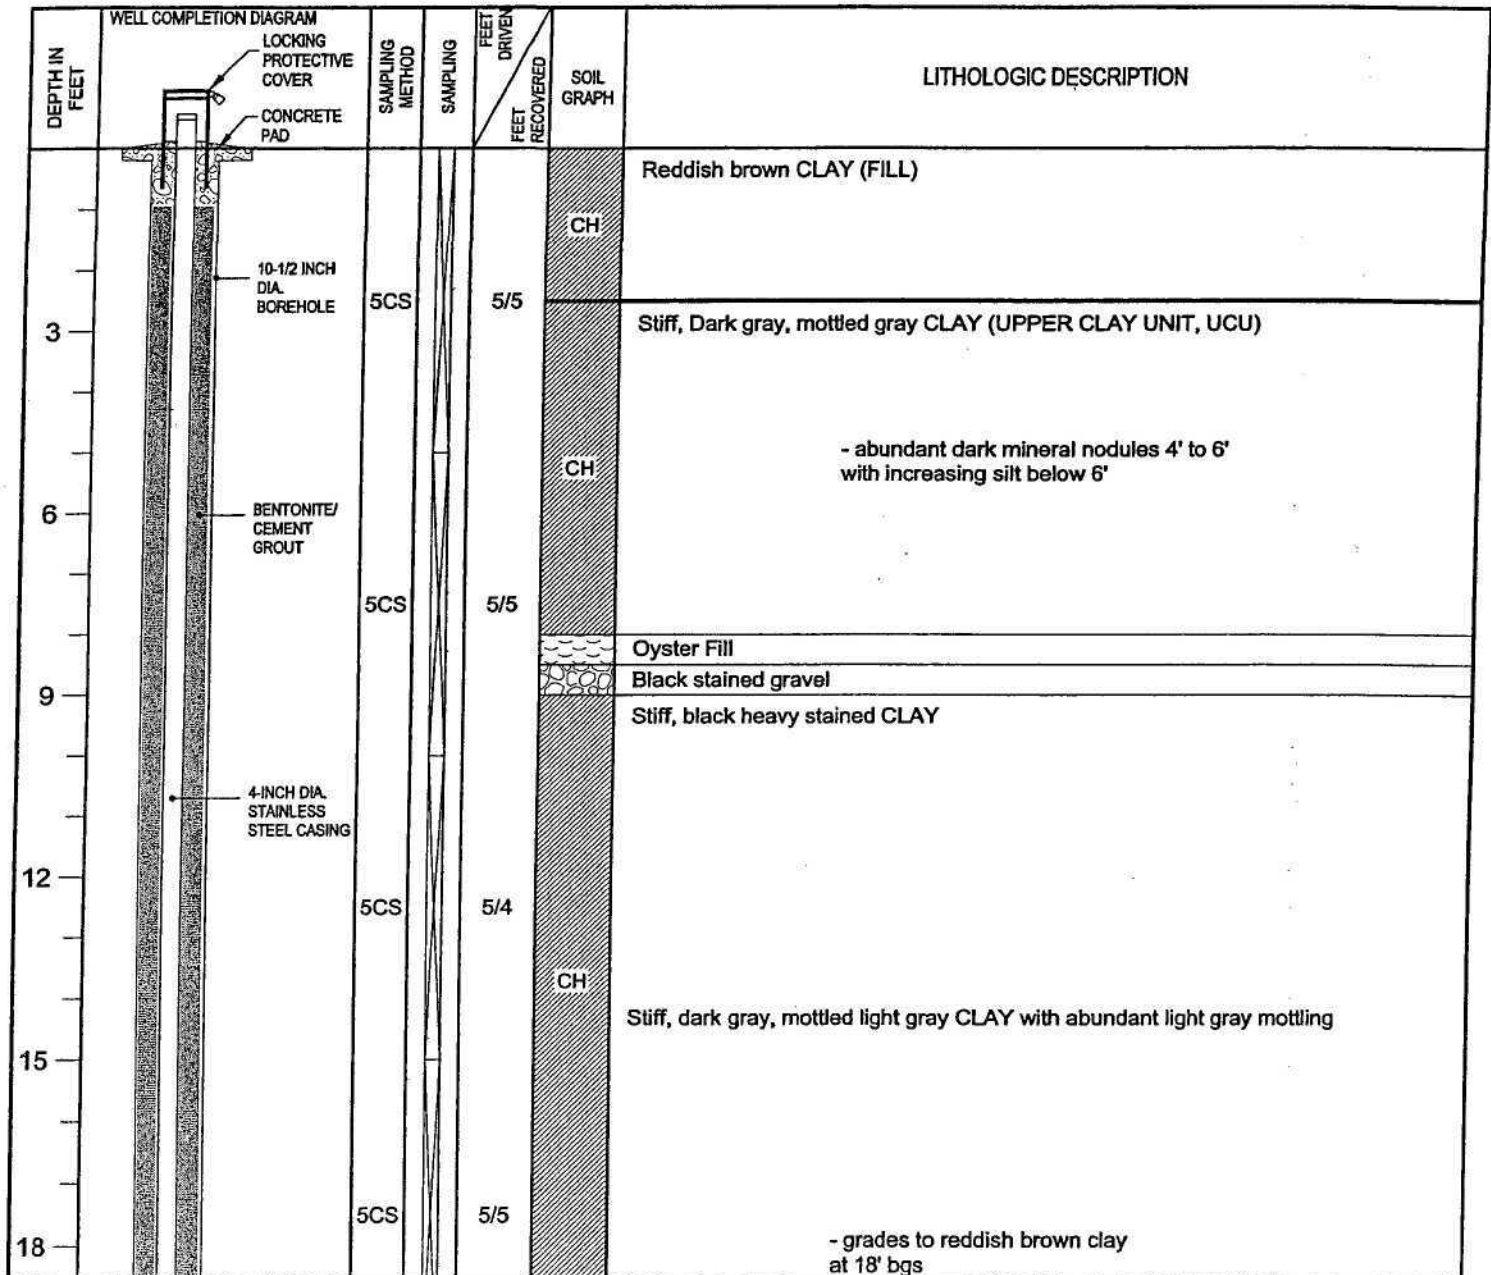 WELL COMPLETION DIAGRAM
DEPTH IN
FEET
LOCKING
PROTECTIVE
COVER
CONCRETE
PAD
SAMPLING
METHOD
SAMPLING
FEET
DRIVEN
FEET
RECOVERED
SOIL
GRAPH
LITHOLOGIC DESCRIPTION
Reddish brown CLAY (FILL)
CH
10-1/2 INCH
DIA.
BOREHOLE
5CS
5/5
3
Stiff, Dark gray, mottled gray CLAY (UPPER CLAY UNIT, UCU)
- abundant dark mineral nodules 4' to 6'
with increasing silt below 6'
CH
6
BENTONITE/
CEMENT
GROUT
5CS
5/5
Oyster Fill
Black stained gravel
9
Stiff, black heavy stained CLAY
4-INCH DIA.
STAINLESS
STEEL CASING
12
5CS
5/4
CH
Stiff, dark gray, mottled light gray CLAY with abundant light gray mottling
15
5CS
5/5
18
- grades to reddish brown clay
at 18' bgs